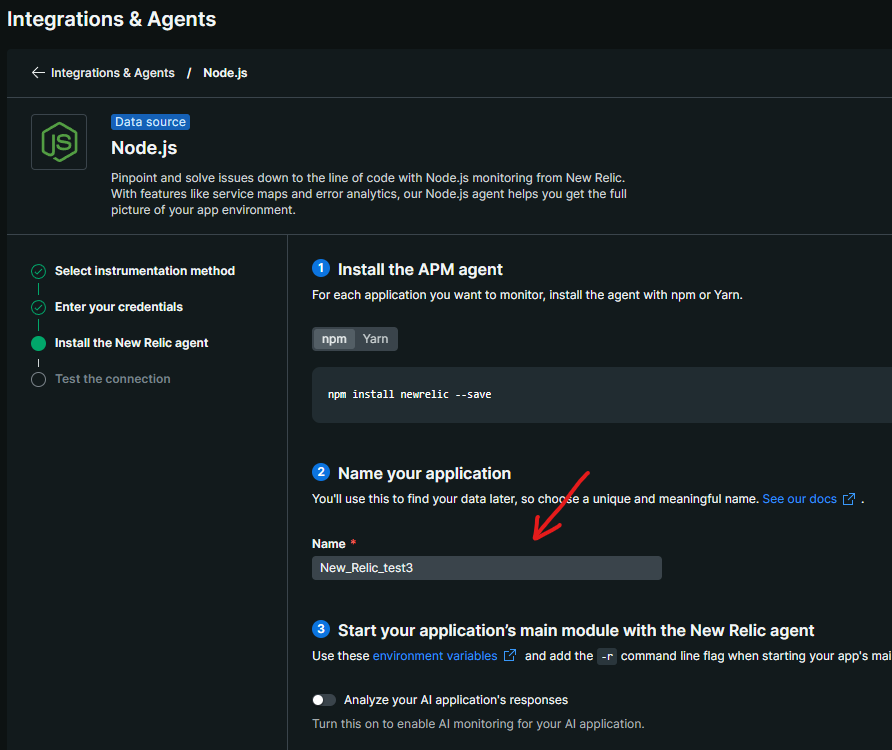 Integrations & Agents
← Integrations & Agents / Node.js
JS
Data source
Node.js
Pinpoint and solve issues down to the line of code with Node.js monitoring from New Relic.
With features like service maps and error analytics, our Node.js agent helps you get the full
picture of your app environment.
Select instrumentation method
Enter your credentials
Install the New Relic agent
Test the connection
1 Install the APM agent
For each application you want to monitor, install the agent with npm or Yarn.
npm Yarn
npm install newrelic --save
2 Name your application
You'll use this to find your data later, so choose a unique and meaningful name. See our docs .
Name *
New_Relic_test3
3 Start your application's main module with the New Relic agent
Use these environment variables and add the -r command line flag when starting your app's mai
Analyze your AI application's responses
Turn this on to enable AI monitoring for your AI application.